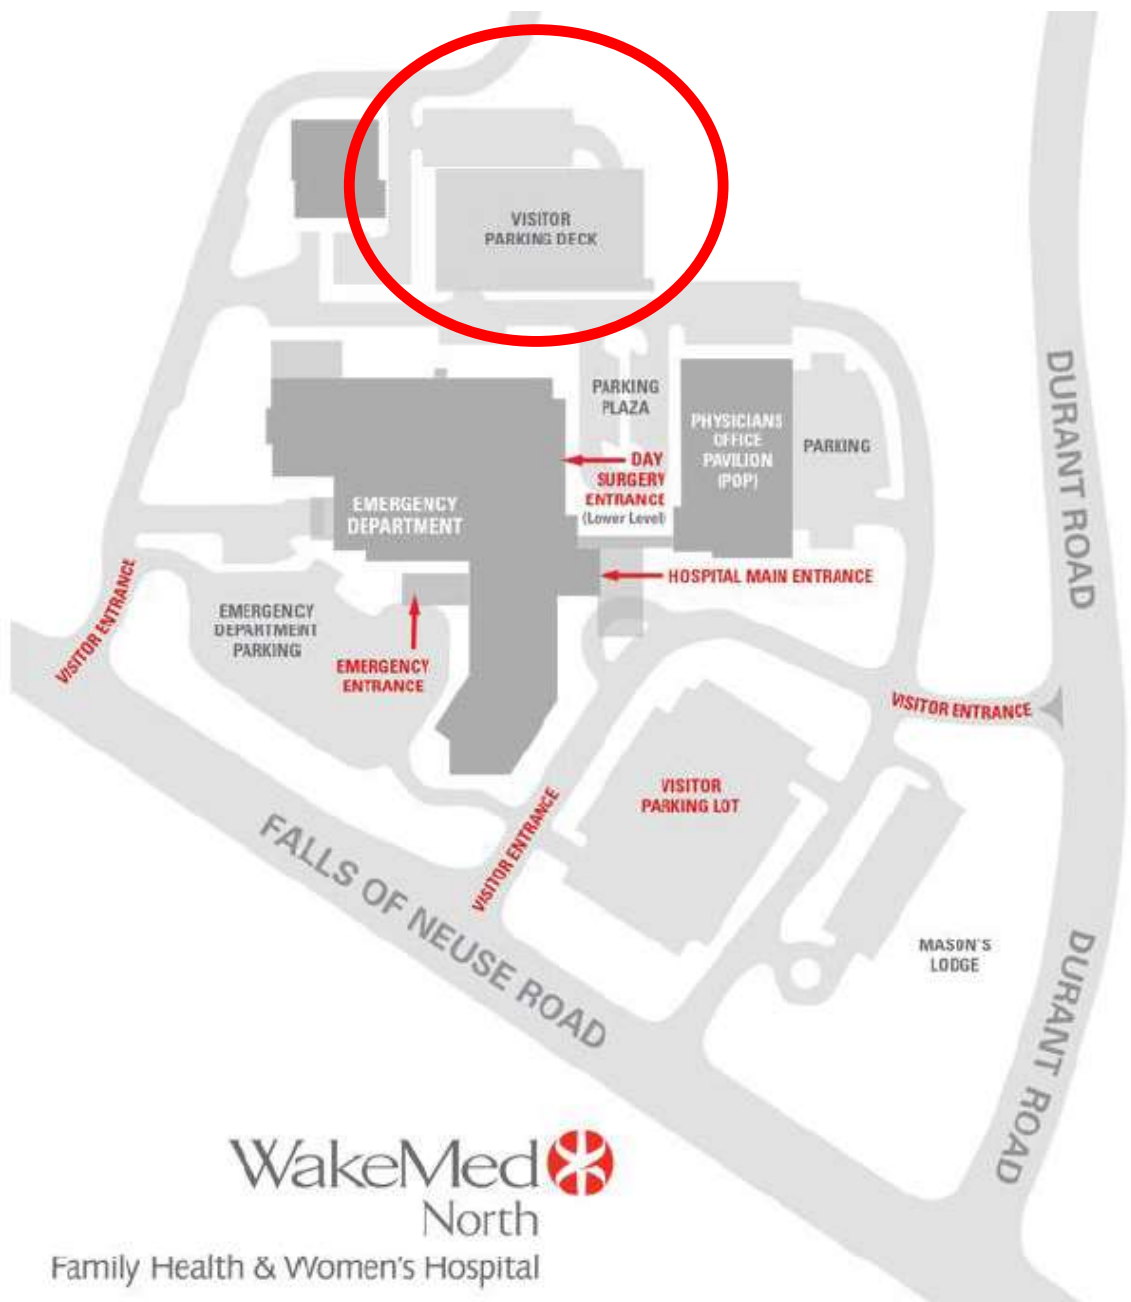 VISITOR
PARKING DECK
PARKING
PLAZA
PHYSICIANS
OFFICE
PAVILION
(POP)
PARKING
DAY
SURGERY
ENTRANCE
(Lower Level)
EMERGENCY
DEPARTMENT
HOSPITAL MAIN ENTRANCE
VISITOR ENTRANCE
EMERGENCY
DEPARTMENT
PARKING
EMERGENCY
ENTRANCE
DURANT ROAD
VISITOR ENTRANCE
VISITOR
PARKING LOT
VISITOR ENTRANCE
FALLS OF NEUSE ROAD
MASON'S
LODGE
DURANT ROAD
WakeMed
North
Family Health & Women's Hospital